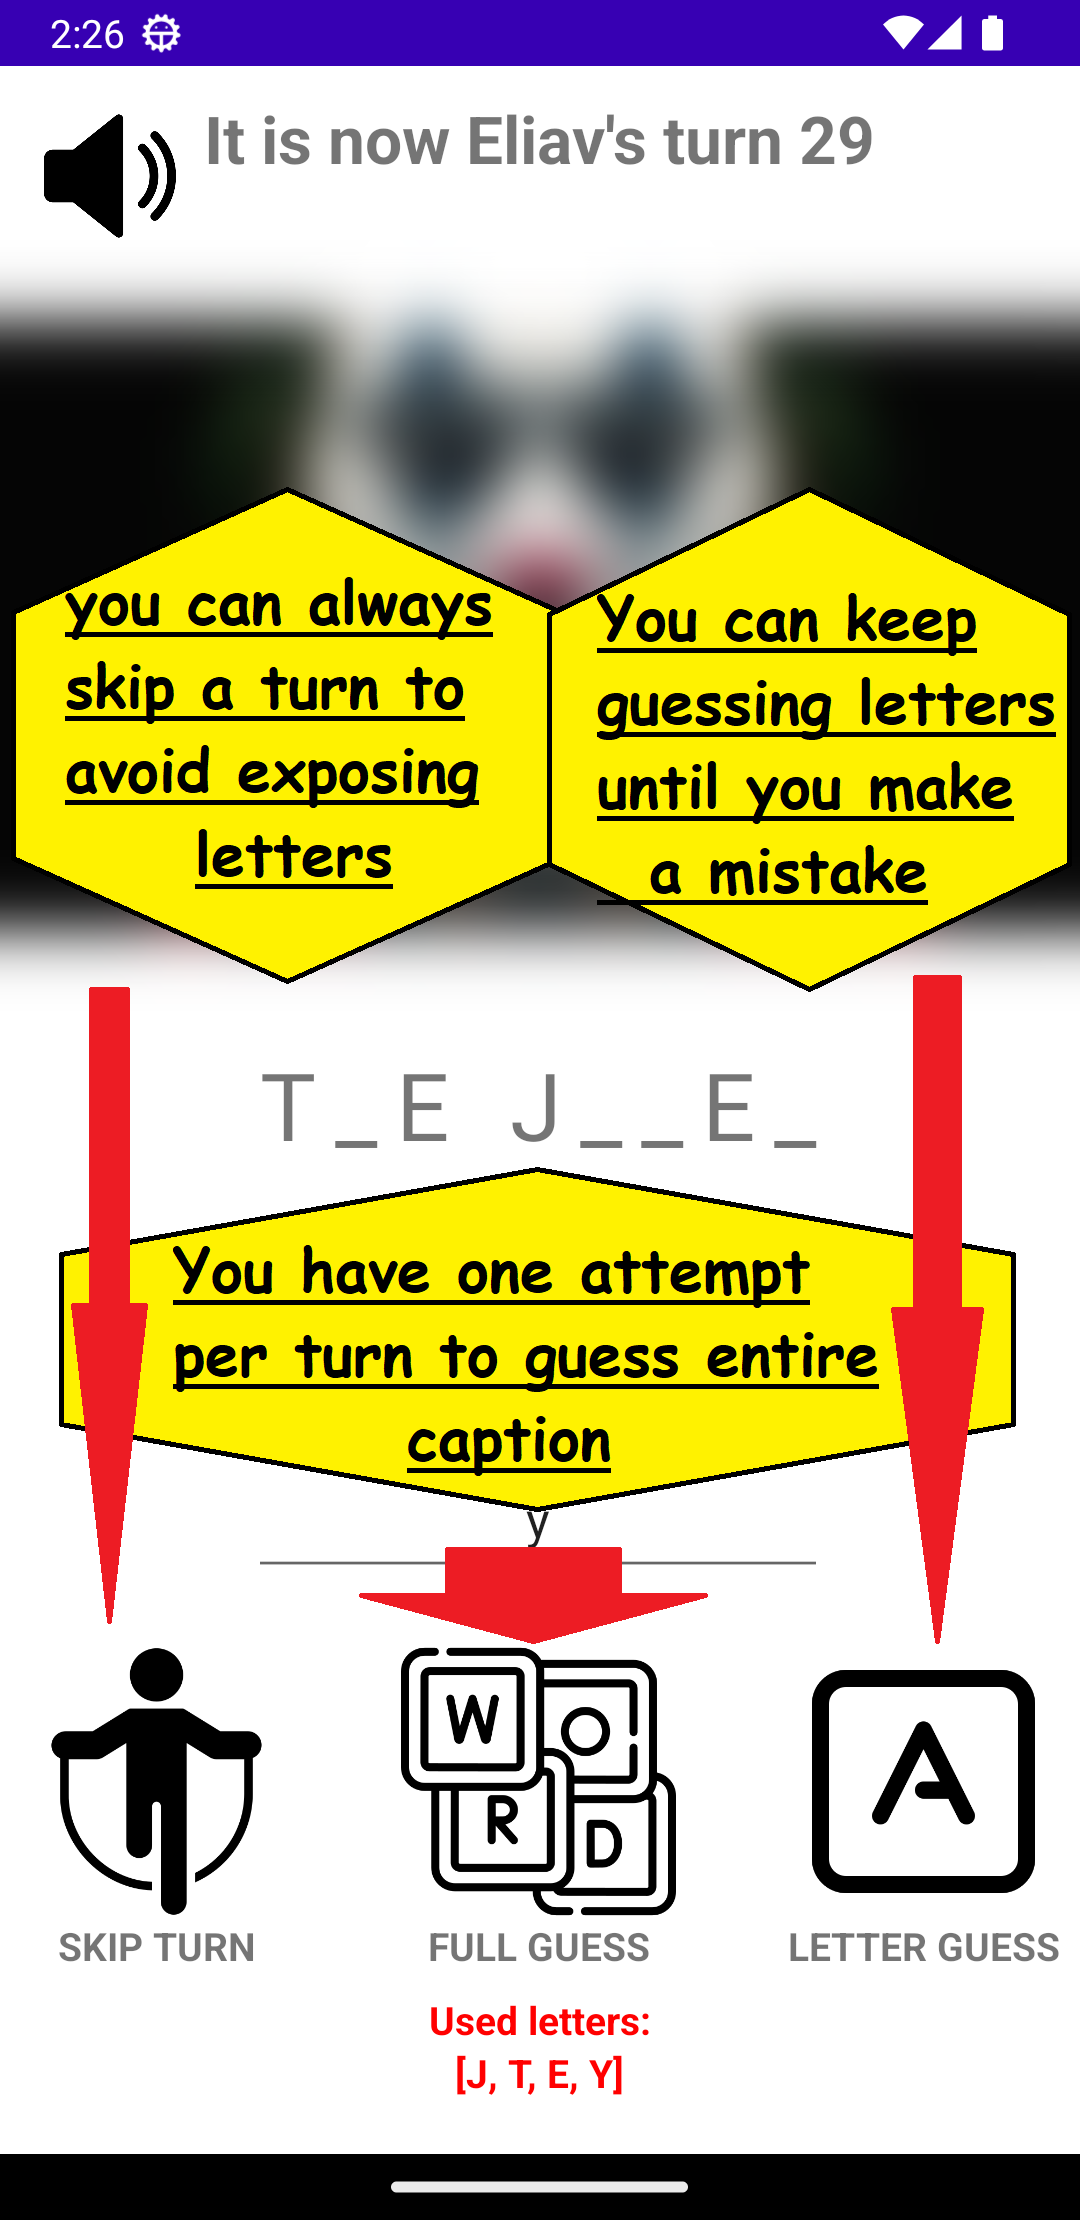 2:26
It is now Eliav's turn 29
you can always
skip a turn to
avoid exposing
letters
You can keep
guessing letters
until you make
a mistake
T_E J__E_
You have one attempt
per turn to guess entire
caption
y
W O R D
A
SKIP TURN
FULL GUESS
LETTER GUESS
Used letters:
[J, T, E, Y]